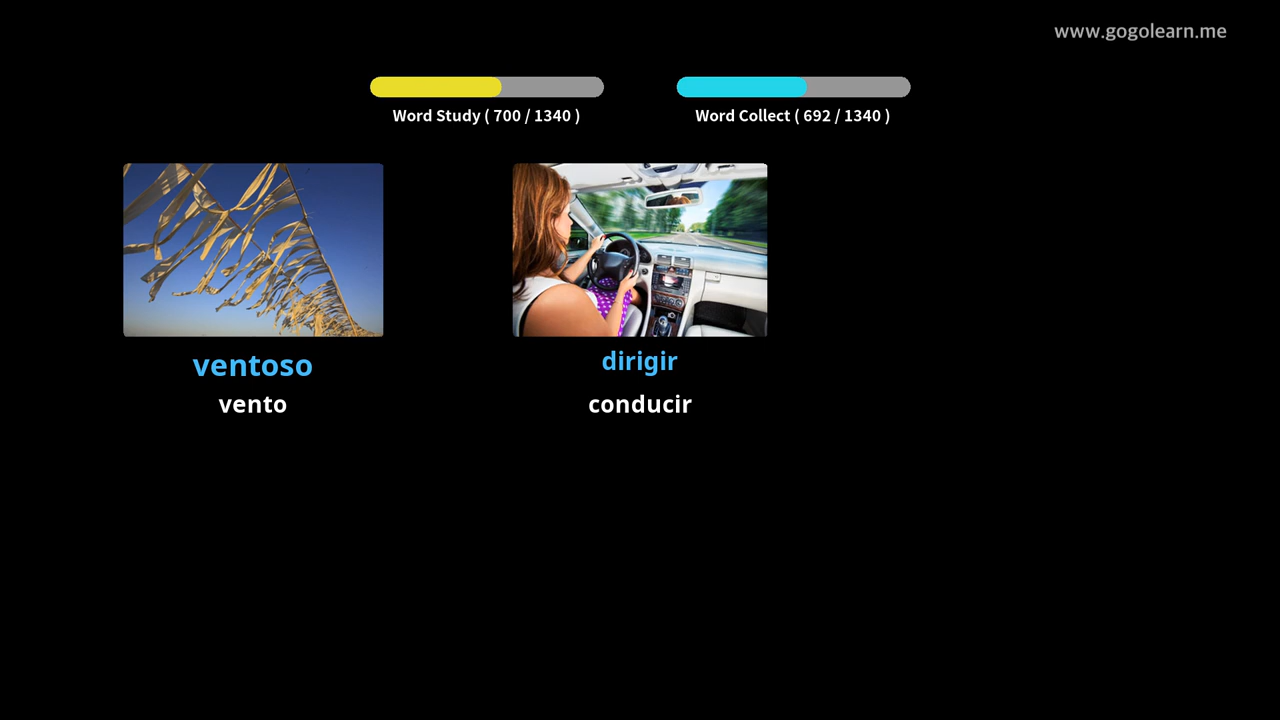 www.gogolearn.me
Word Study ( 700 / 1340 )
Word Collect ( 692 / 1340 )
ventoso
vento
dirigir
conducir